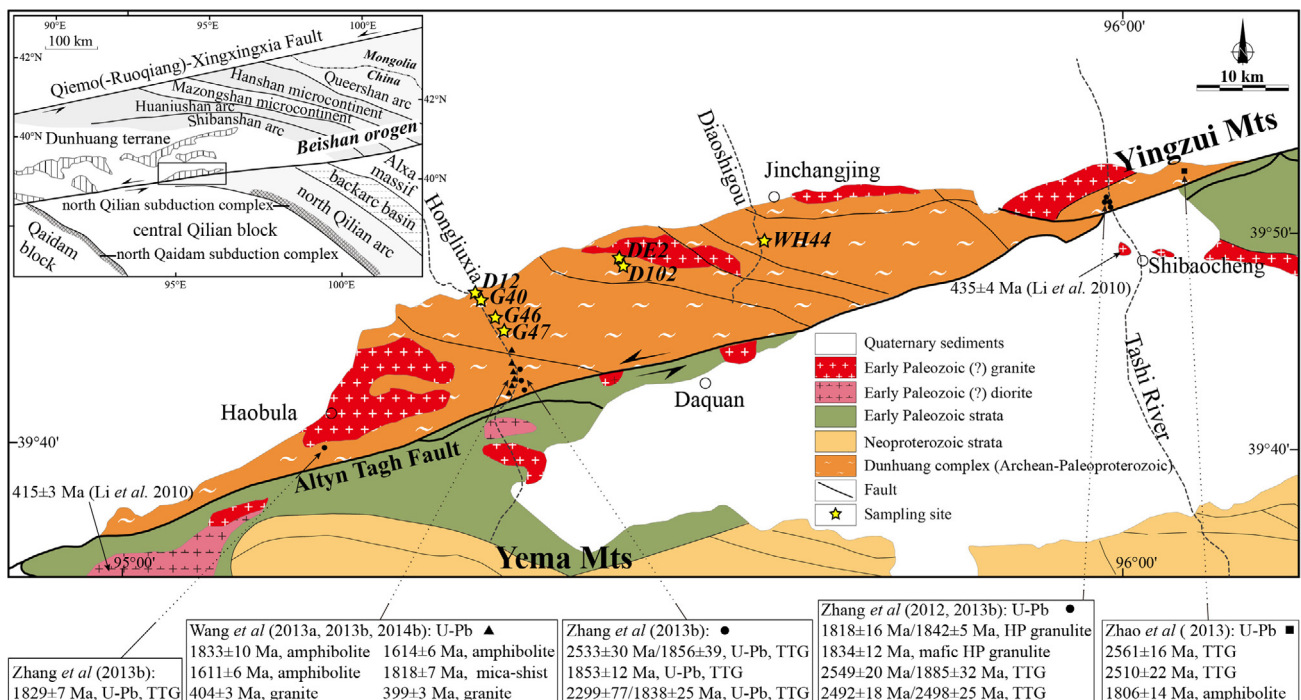 90°E
95°E
100°E
100 km
42°N
Qiemo(-Ruoqiang)-Xingxingxia Fault
Mongolia
China
Queershan arc
Hanshan microcontinent
Mazongshan microcontinent
Huaniushan arc
Shibanshan arc
42°N
40°N
Dunhuang terrane
Beishan orogen
Alxa
massif
40°N
backarc basin
north Qilian arc
north Qilian subduction complex
central Qilian block
Qaidam
block
north Qaidam subduction complex
95°E
100°E
96°00'
10 km
Yingzui Mts
Diaoshigou
Jinchangjing
Hongliuxia
WH44
DE2
D102
D12
G40
G46
G47
39°50'
Shibaocheng
435±4 Ma (Li et al. 2010)
Tashi River
Quaternary sediments
Early Paleozoic (?) granite
Early Paleozoic (?) diorite
Early Paleozoic strata
Neoproterozoic strata
Dunhuang complex (Archean-Paleoproterozoic)
Fault
Sampling site
Daquan
Haobula
39°40'
39°40'
Altyn Tagh Fault
415±3 Ma (Li et al. 2010)
Yema Mts
95°00'
96°00'
Zhang et al (2013b):
1829±7 Ma, U-Pb, TTG
Wang et al (2013a, 2013b, 2014b): U-Pb
1833±10 Ma, amphibolite 1614±6 Ma, amphibolite
1611±6 Ma, amphibolite 1818±7 Ma, mica-shist
404±3 Ma, granite 399±3 Ma, granite
Zhang et al (2013b):
2533±30 Ma/1856±39, U-Pb, TTG
1853±12 Ma, U-Pb, TTG
2299±77/1838±25 Ma, U-Pb, TTG
Zhang et al (2012, 2013b): U-Pb
1818±16 Ma/1842±5 Ma, HP granulite
1834±12 Ma, mafic HP granulite
2549±20 Ma/1885±32 Ma, TTG
2492±18 Ma/2498±25 Ma, TTG
Zhao et al ( 2013): U-Pb
2561±16 Ma, TTG
2510±22 Ma, TTG
1806±14 Ma, amphibolite